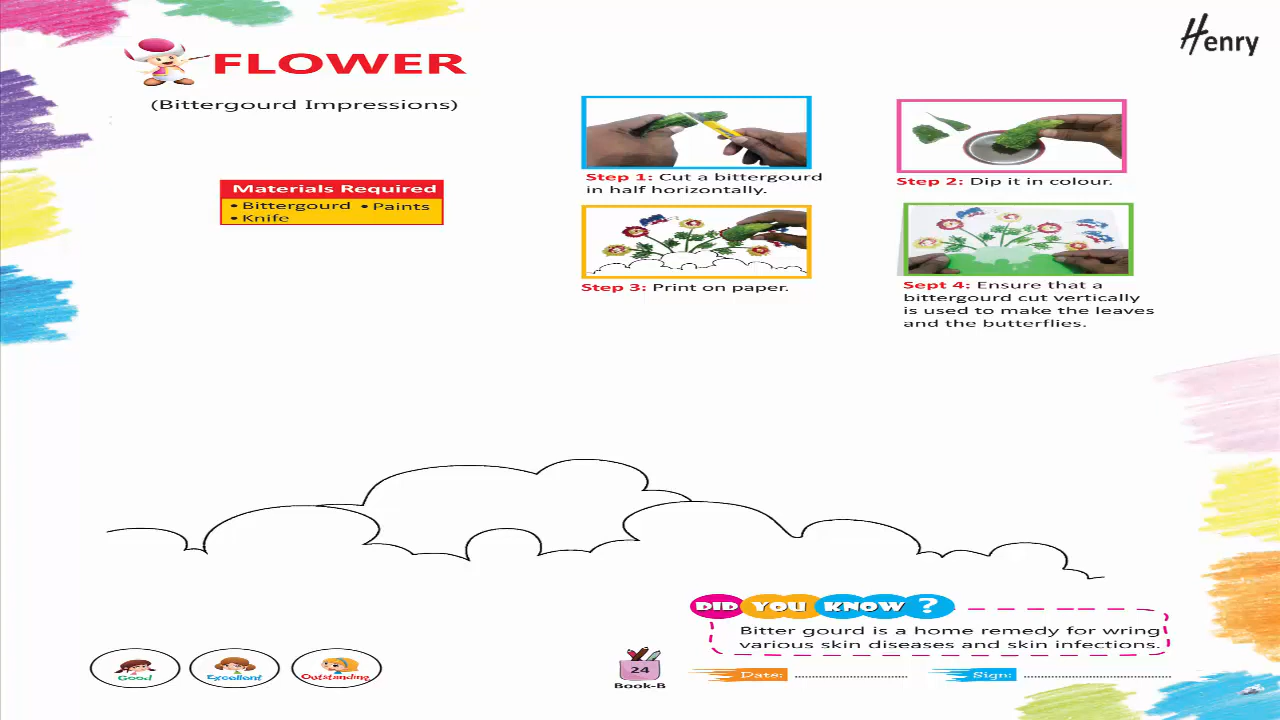 Henry
FLOWER
(Bittergourd Impressions)
Materials Required
• Bittergourd • Paints
• Knife
Step 1: Cut a bittergourd
in half horizontally.
Step 2: Dip it in colour.
Step 3: Print on paper.
Sept 4: Ensure that a
bittergourd cut vertically
is used to make the leaves
and the butterflies.
DID YOU KNOW ?
Bitter gourd is a home remedy for wring
various skin diseases and skin infections.
Good
Excellent
Outstanding
24
Book-B
Date:
Sign: